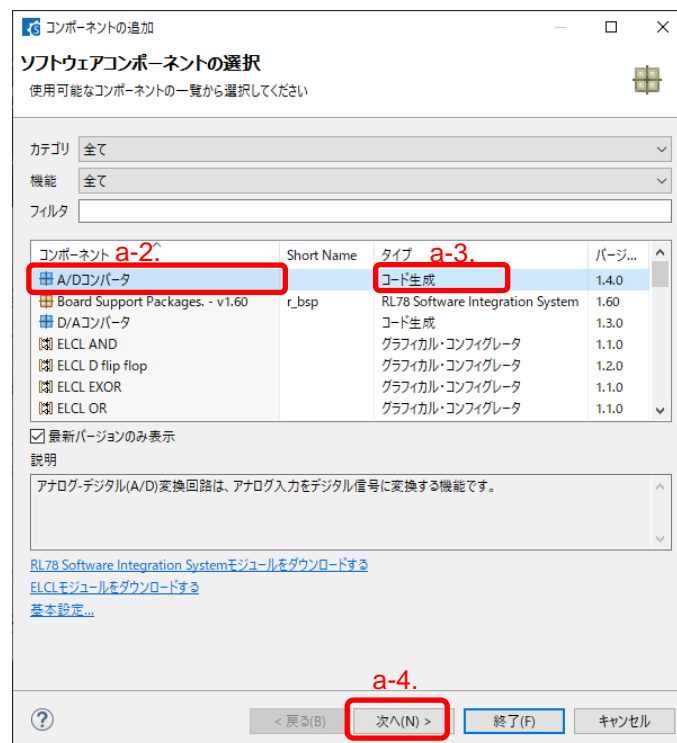 コンポーネントの追加
ソフトウェアコンポーネントの選択
使用可能なコンポーネントの一覧から選択してください
カテゴリ 全て
機能 全て
フィルタ
コンポーネント a-2. Short Name タイプ a-3. バージ...
A/Dコンバータ コード生成 1.4.0
Board Support Packages. - v1.60 r_bsp RL78 Software Integration System 1.60
D/Aコンバータ コード生成 1.3.0
ELCL AND グラフィカル・コンフィグレータ 1.1.0
ELCL D flip flop グラフィカル・コンフィグレータ 1.2.0
ELCL EXOR グラフィカル・コンフィグレータ 1.1.0
ELCL OR グラフィカル・コンフィグレータ 1.1.0
最新バージョンのみ表示
説明
アナログ-デジタル(A/D)変換回路は、アナログ入力をデジタル信号に変換する機能です。
RL78 Software Integration Systemモジュールをダウンロードする
ELCLモジュールをダウンロードする
基本設定...
a-4.
? < 戻る(B) 次へ(N) > 終了(F) キャンセル